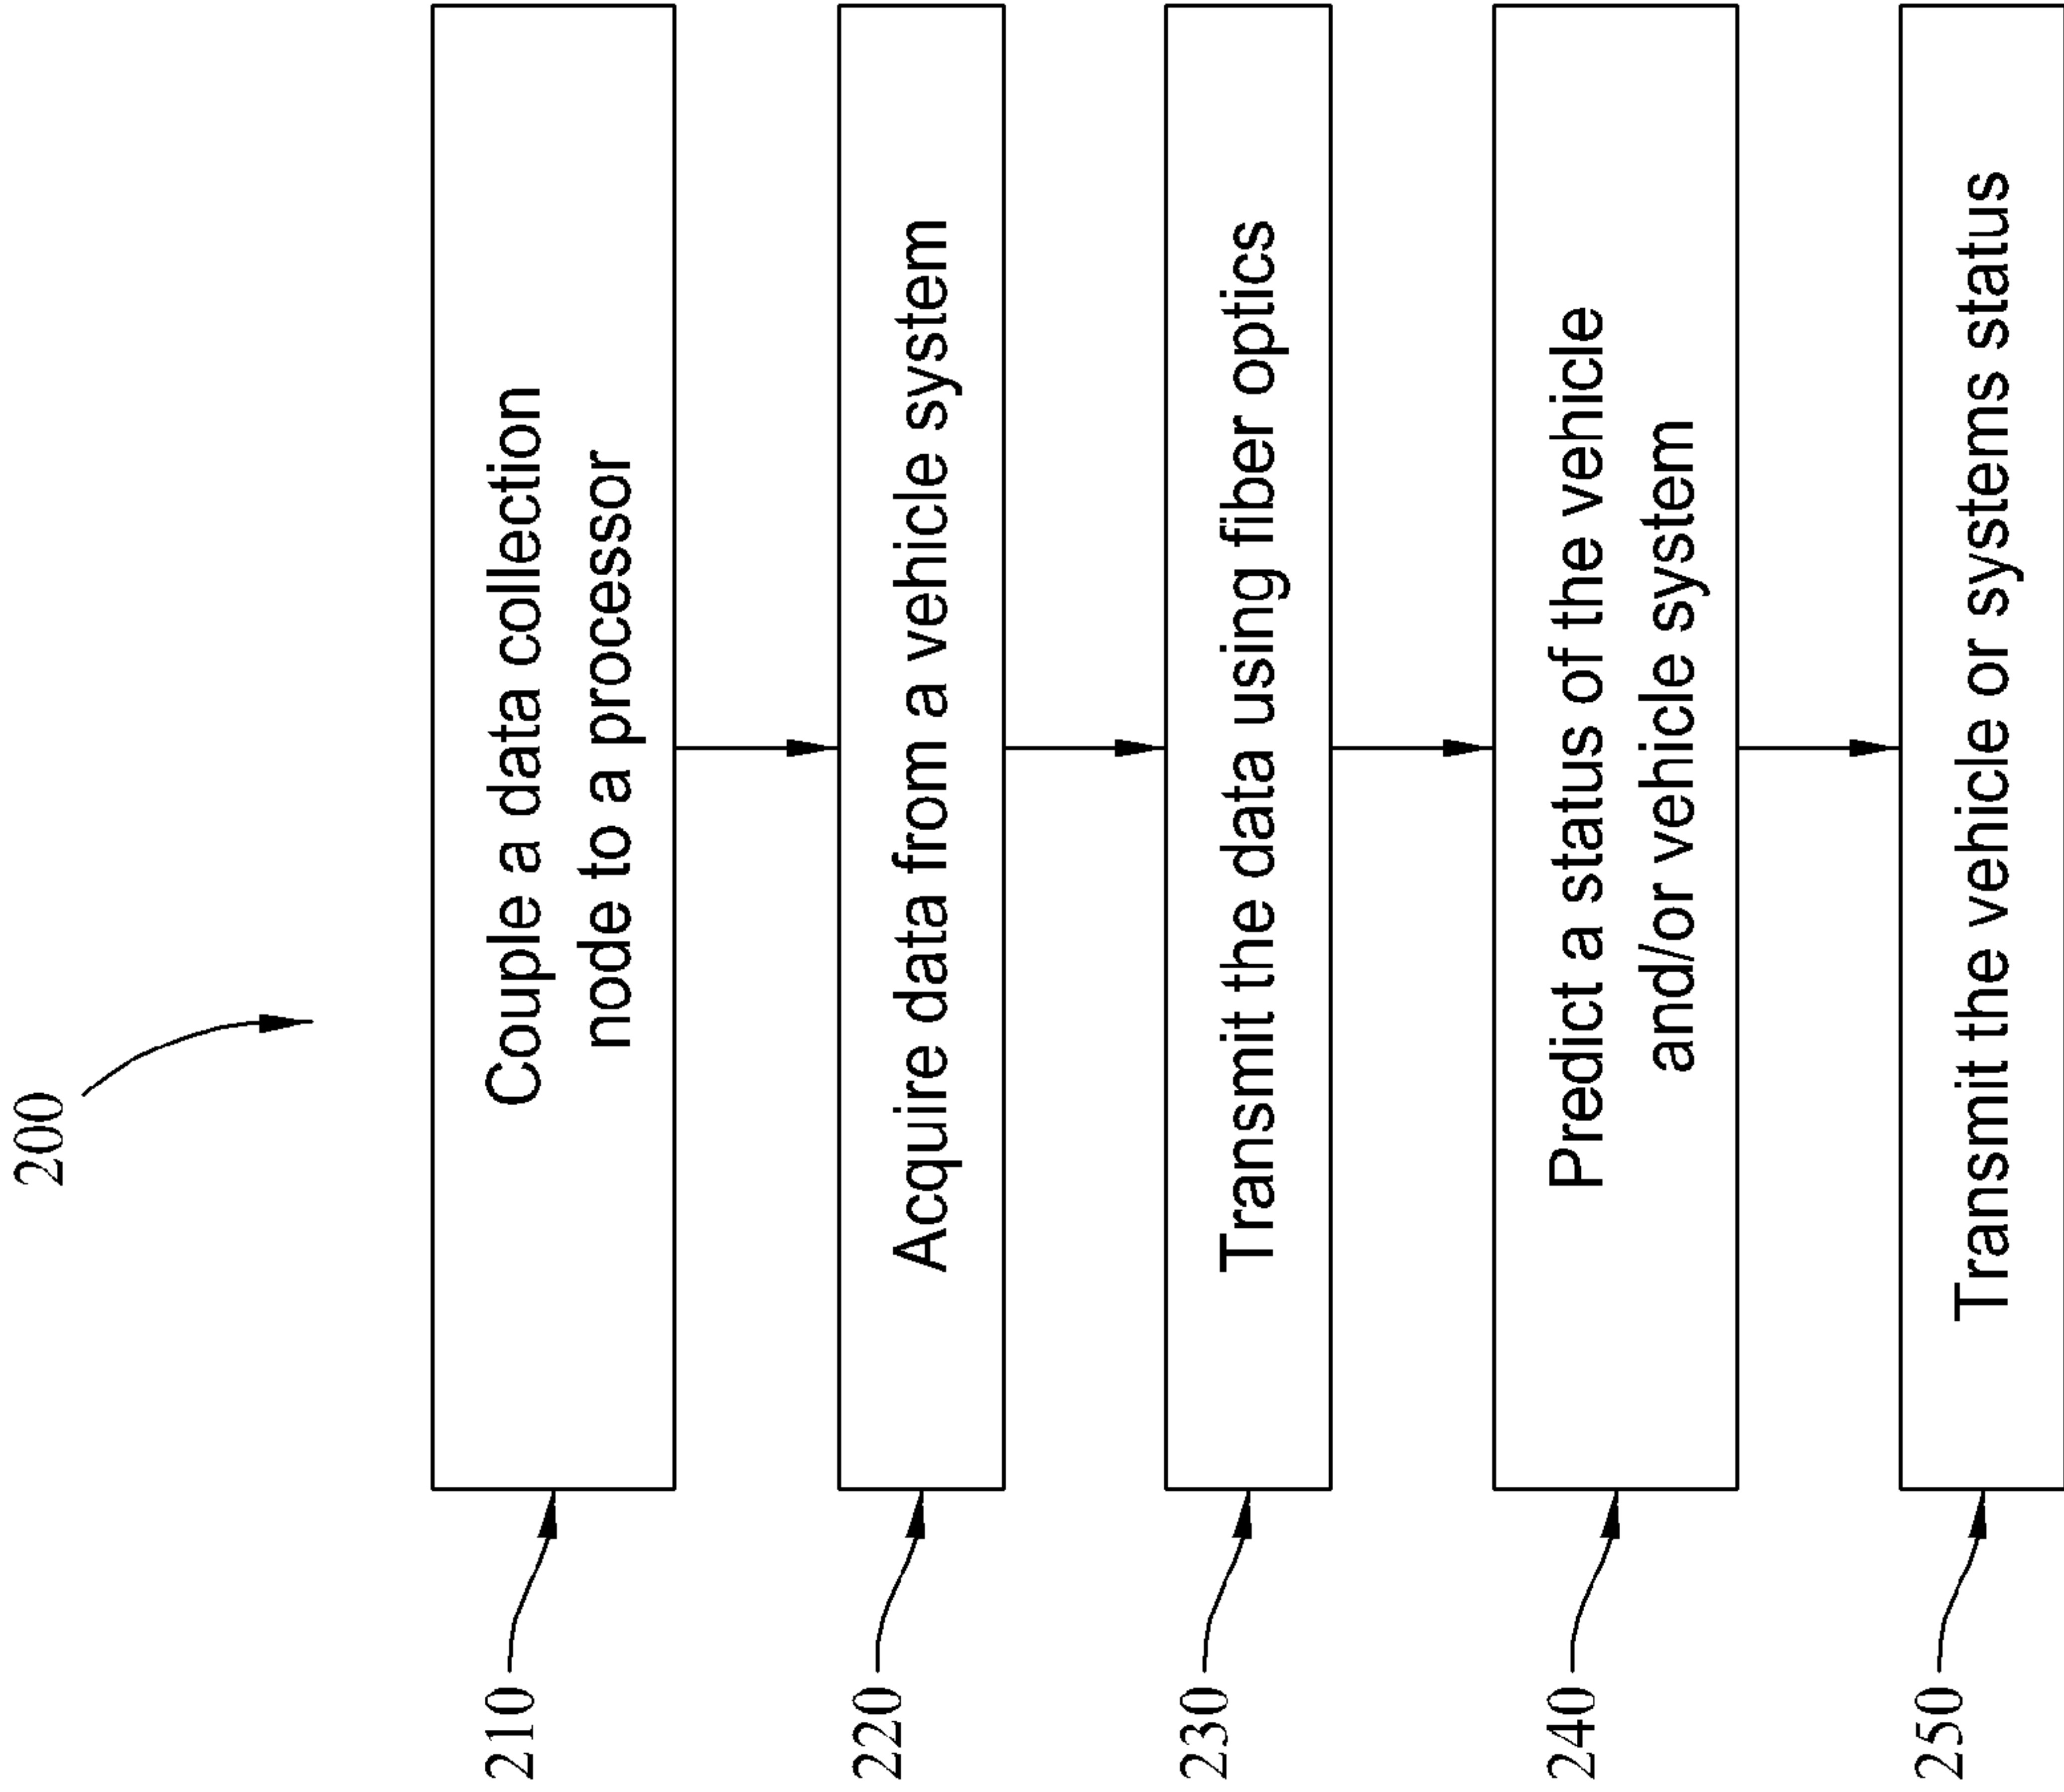 200
210
Couple a data collection
node to a processor
220
Acquire data from a vehicle system
230
Transmit the data using fiber optics
240
Predict a status of the vehicle
and/or vehicle system
250
Transmit the vehicle or systems status